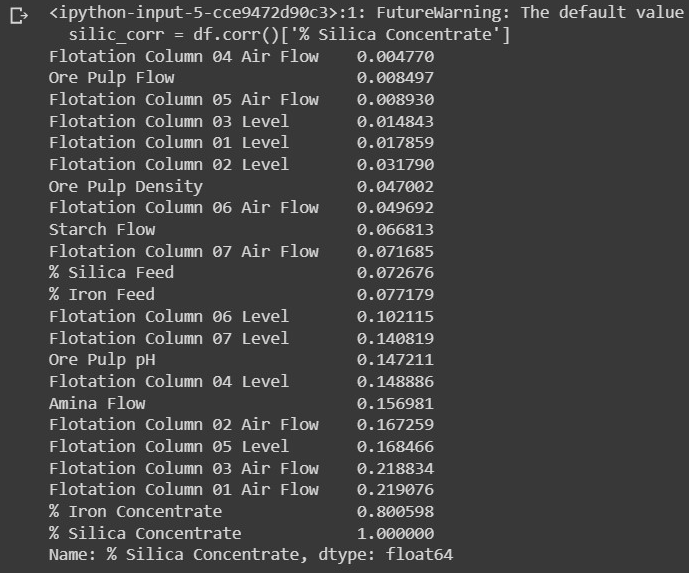 <ipython-input-5-cce9472d90c3>:1: FutureWarning: The default value
silic_corr = df.corr()['% Silica Concentrate']
Flotation Column 04 Air Flow 0.004770
Ore Pulp Flow 0.008497
Flotation Column 05 Air Flow 0.008930
Flotation Column 03 Level 0.014843
Flotation Column 01 Level 0.017859
Flotation Column 02 Level 0.031790
Ore Pulp Density 0.047002
Flotation Column 06 Air Flow 0.049692
Starch Flow 0.066813
Flotation Column 07 Air Flow 0.071685
% Silica Feed 0.072676
% Iron Feed 0.077179
Flotation Column 06 Level 0.102115
Flotation Column 07 Level 0.140819
Ore Pulp pH 0.147211
Flotation Column 04 Level 0.148886
Amina Flow 0.156981
Flotation Column 02 Air Flow 0.167259
Flotation Column 05 Level 0.168466
Flotation Column 03 Air Flow 0.218834
Flotation Column 01 Air Flow 0.219076
% Iron Concentrate 0.800598
% Silica Concentrate 1.000000
Name: % Silica Concentrate, dtype: float64